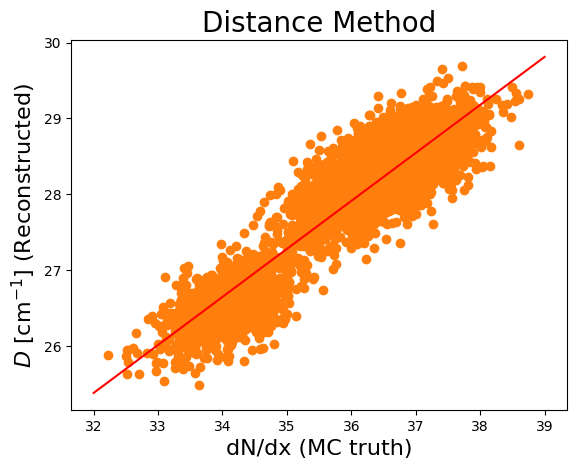 Distance Method
30
29
28
27
26
D [cm⁻¹] (Reconstructed)
32 33 34 35 36 37 38 39
dN/dx (MC truth)